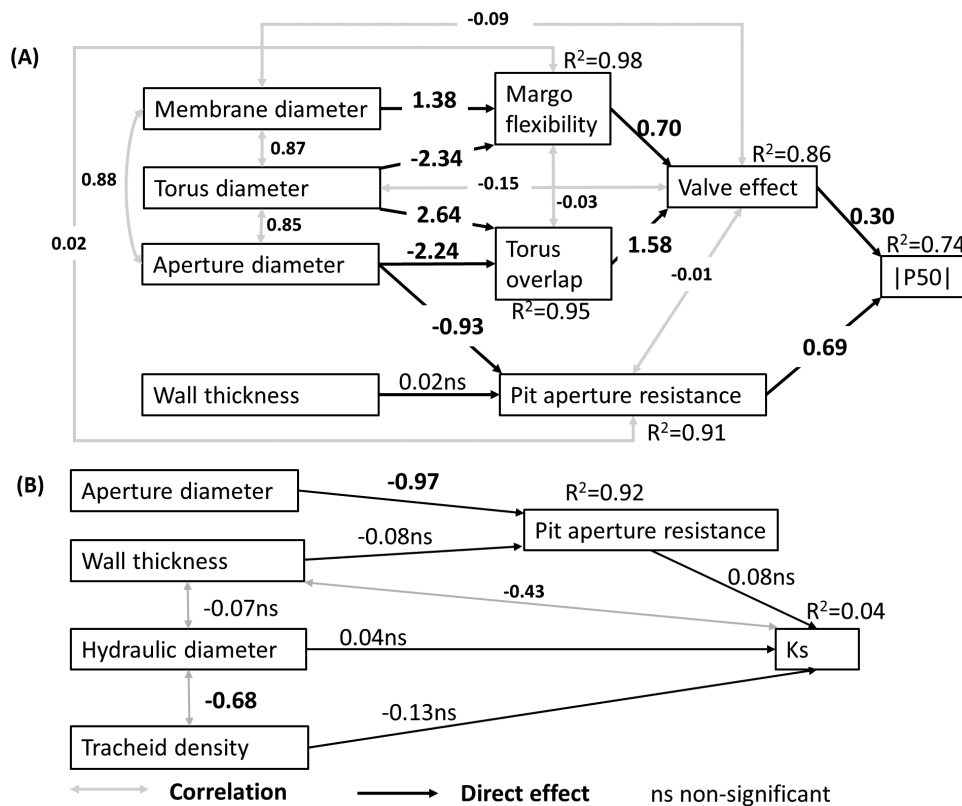 -0.09
(A)
R²=0.98
Membrane diameter
1.38
Margo
flexibility
0.70
0.87
-2.34
R²=0.86
0.88
Torus diameter
-0.15
Valve effect
-0.03
0.85
2.64
0.30
0.02
1.58
R²=0.74
Aperture diameter
-2.24
Torus
overlap
-0.01
|P50|
R²=0.95
-0.93
0.69
Wall thickness
0.02ns
Pit aperture resistance
R²=0.91
(B)
Aperture diameter
-0.97
R²=0.92
Pit aperture resistance
-0.08ns
Wall thickness
0.08ns
-0.43
-0.07ns
R²=0.04
Hydraulic diameter
0.04ns
Ks
-0.68
-0.13ns
Tracheid density
Correlation Direct effect ns non-significant